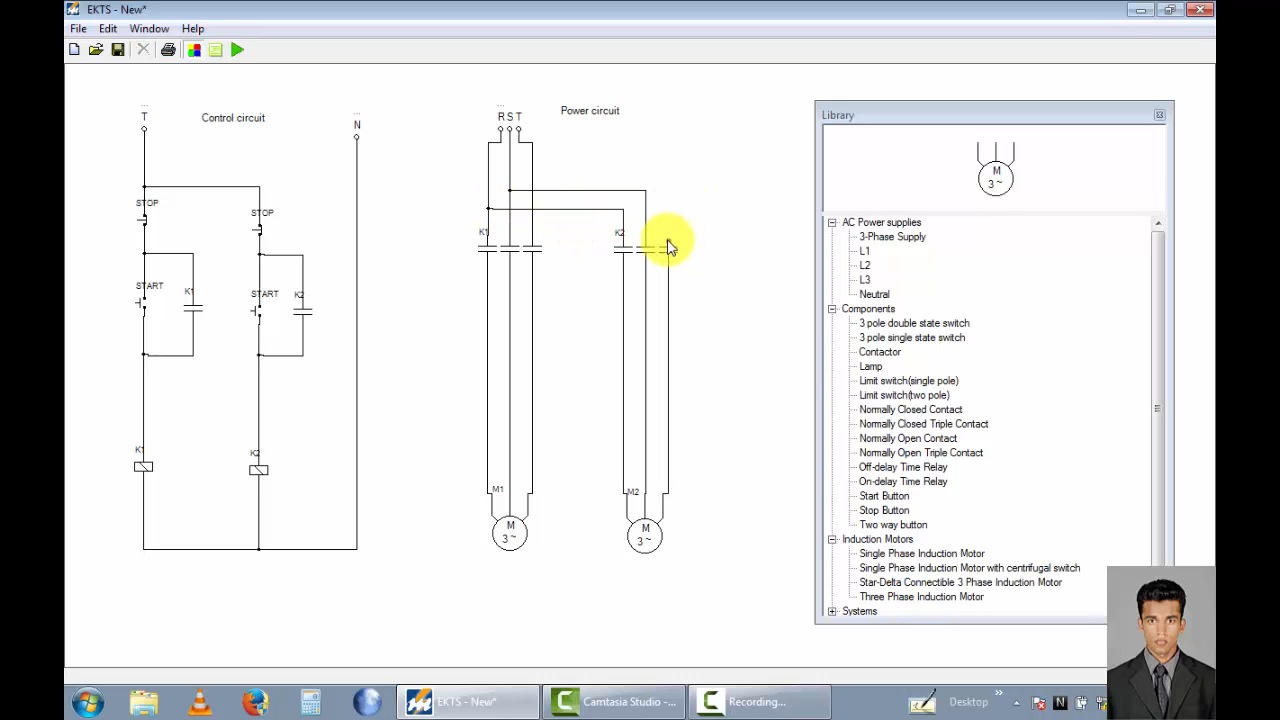 EKTS - New*
File Edit Window Help
... ... ...
T Control circuit N R S T Power circuit
STOP STOP
START K1 START K2
K1 K2
K1 K2
M1 M2
M 3 ~ M 3 ~
Library
M
3 ~
AC Power supplies
3-Phase Supply
L1
L2
L3
Neutral
Components
3 pole double state switch
3 pole single state switch
Contactor
Lamp
Limit switch(single pole)
Limit switch(two pole)
Normally Closed Contact
Normally Closed Triple Contact
Normally Open Contact
Normally Open Triple Contact
Off-delay Time Relay
On-delay Time Relay
Start Button
Stop Button
Two way button
Induction Motors
Single Phase Induction Motor
Single Phase Induction Motor with centrifugal switch
Star-Delta Connectible 3 Phase Induction Motor
Three Phase Induction Motor
Systems
EKTS - New* Camtasia Studio -... Recording... Desktop